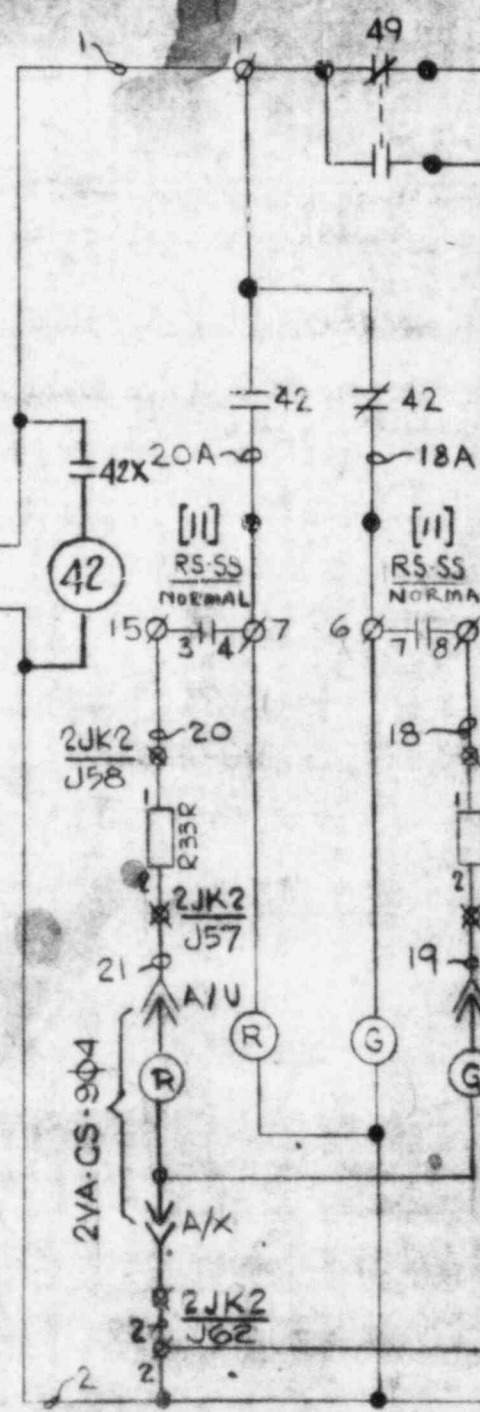 49
1
1
42
42
20A
18A
42X
[11]
RS-SS
NORMAL
[11]
RS-SS
NORMA
42
15
3
4
7
6
7
8
20
18
2JK2
J58
1
R33R
2
1
2
2JK2
J57
21
19
A/U
R
G
R
G
2VA-CS-904
A/X
2JK2
J62
2
2
2